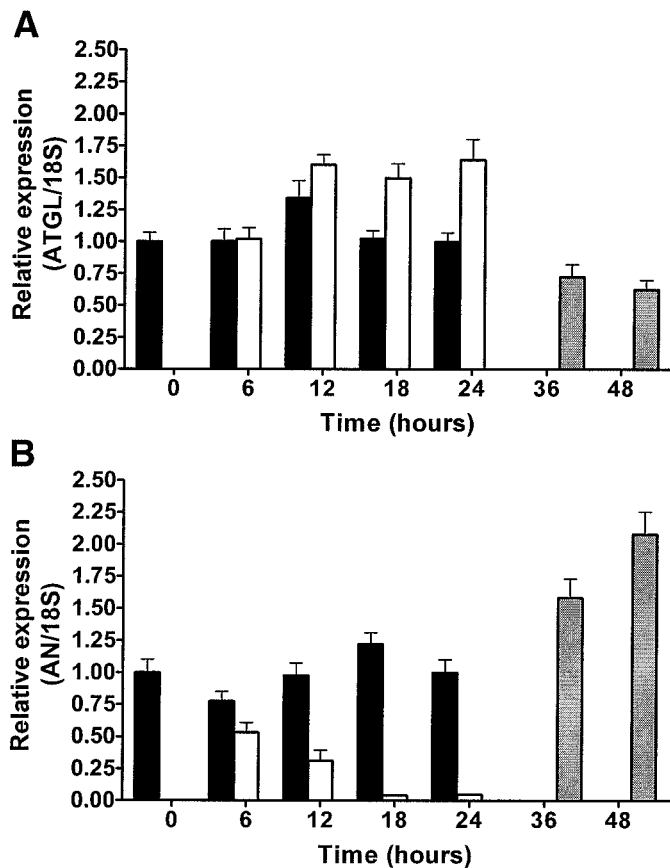 A
Relative expression
(ATGL/18S)
2.50
2.25
2.00
1.75
1.50
1.25
1.00
0.75
0.50
0.25
0.00
0 6 12 18 24 36 48
Time (hours)
B
Relative expression
(AN/18S)
2.50
2.25
2.00
1.75
1.50
1.25
1.00
0.75
0.50
0.25
0.00
0 6 12 18 24 36 48
Time (hours)